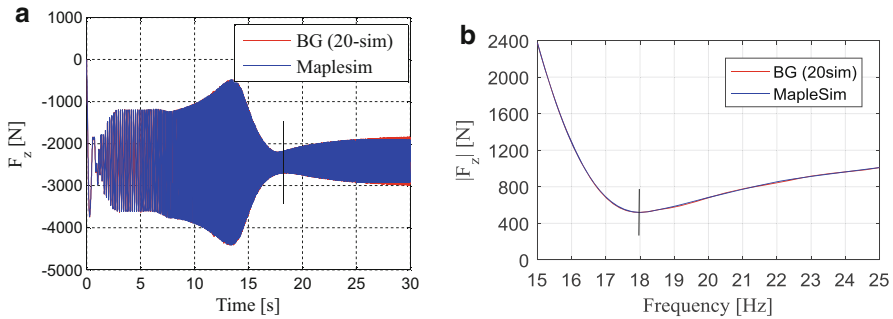 a
1000
0
-1000
-2000
-3000
-4000
-5000
F_z [N]
0 5 10 15 20 25 30
Time [s]
BG (20-sim)
Maplesim
b
2400
2000
1600
1200
800
400
0
|F_z| [N]
15 16 17 18 19 20 21 22 23 24 25
Frequency [Hz]
BG (20sim)
MapleSim